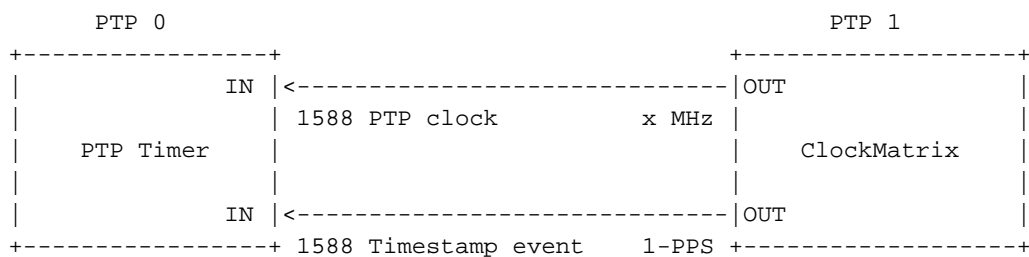 PTP 0 PTP 1
IN OUT
1588 PTP clock x MHz
PTP Timer ClockMatrix
IN OUT
1588 Timestamp event 1-PPS